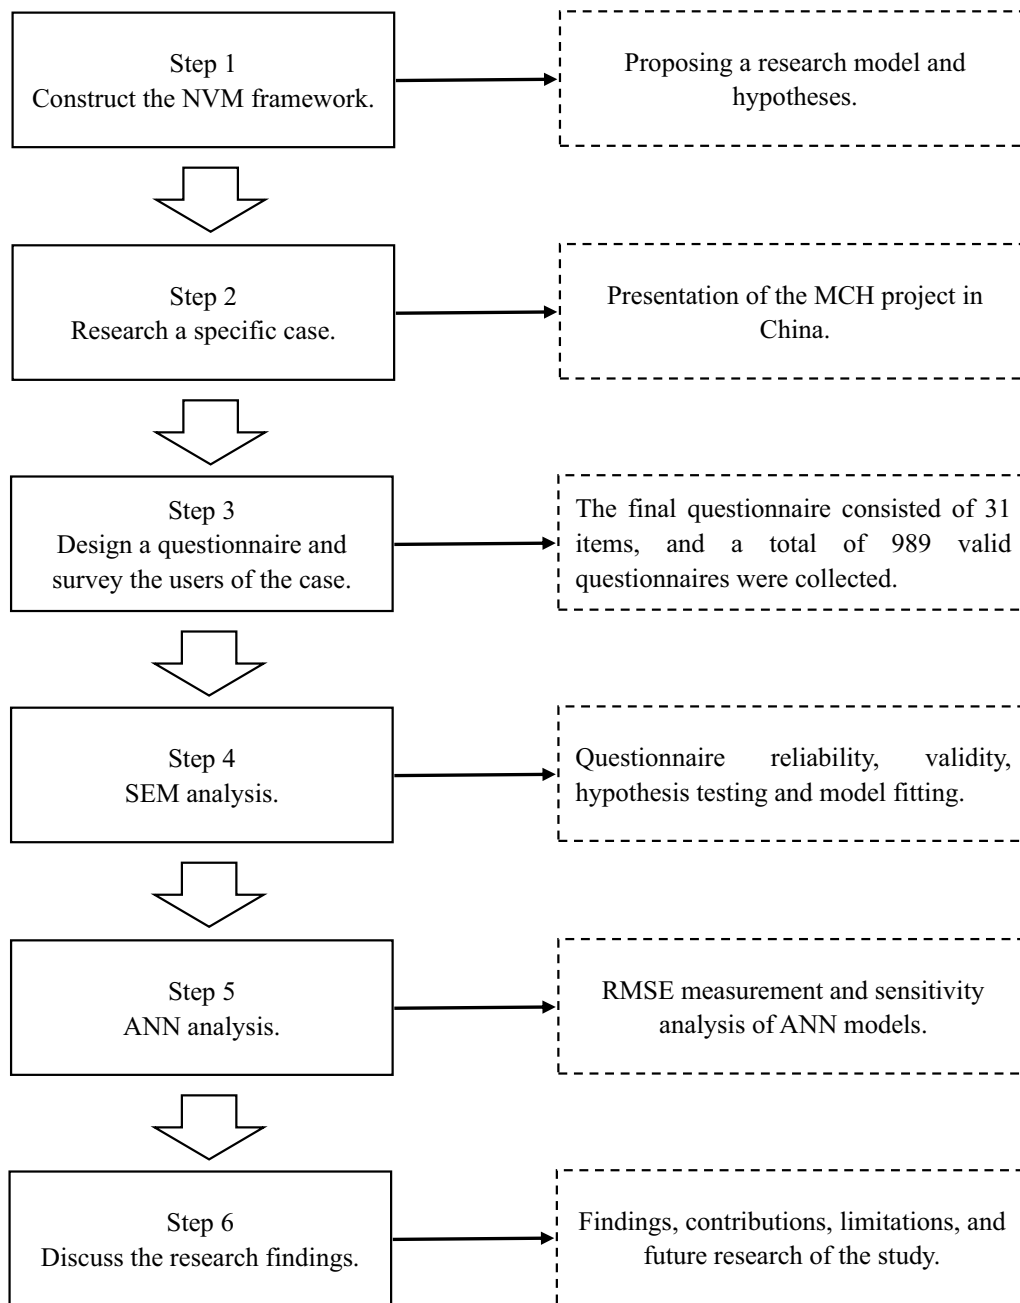 Step 1
Construct the NVM framework.
Proposing a research model and
hypotheses.
Step 2
Research a specific case.
Presentation of the MCH project in
China.
Step 3
Design a questionnaire and
survey the users of the case.
The final questionnaire consisted of 31
items, and a total of 989 valid
questionnaires were collected.
Step 4
SEM analysis.
Questionnaire reliability, validity,
hypothesis testing and model fitting.
Step 5
ANN analysis.
RMSE measurement and sensitivity
analysis of ANN models.
Step 6
Discuss the research findings.
Findings, contributions, limitations, and
future research of the study.